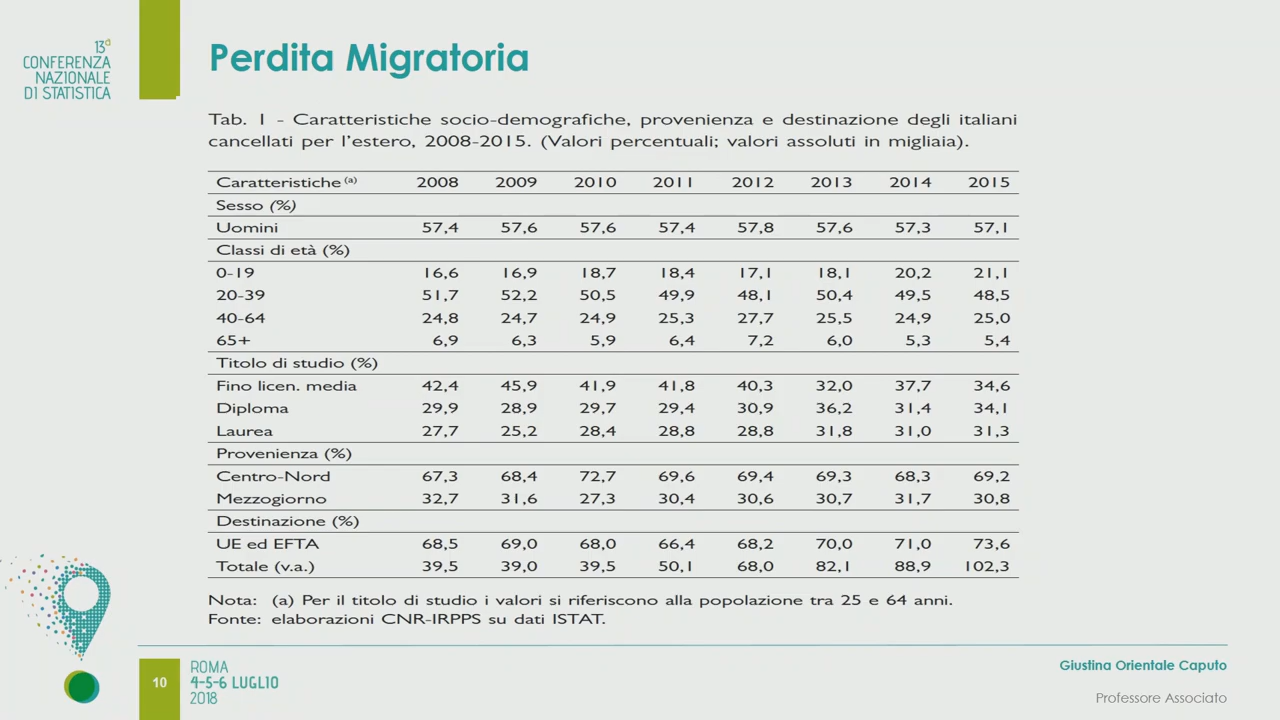 13ª
CONFERENZA
NAZIONALE
DI STATISTICA
Perdita Migratoria
Tab. 1 - Caratteristiche socio-demografiche, provenienza e destinazione degli italiani
cancellati per l'estero, 2008-2015. (Valori percentuali; valori assoluti in migliaia).
Caratteristiche (a) 2008 2009 2010 2011 2012 2013 2014 2015
Sesso (%)
Uomini 57,4 57,6 57,6 57,4 57,8 57,6 57,3 57,1
Classi di età (%)
0-19 16,6 16,9 18,7 18,4 17,1 18,1 20,2 21,1
20-39 51,7 52,2 50,5 49,9 48,1 50,4 49,5 48,5
40-64 24,8 24,7 24,9 25,3 27,7 25,5 24,9 25,0
65+ 6,9 6,3 5,9 6,4 7,2 6,0 5,3 5,4
Titolo di studio (%)
Fino licen. media 42,4 45,9 41,9 41,8 40,3 32,0 37,7 34,6
Diploma 29,9 28,9 29,7 29,4 30,9 36,2 31,4 34,1
Laurea 27,7 25,2 28,4 28,8 28,8 31,8 31,0 31,3
Provenienza (%)
Centro-Nord 67,3 68,4 72,7 69,6 69,4 69,3 68,3 69,2
Mezzogiorno 32,7 31,6 27,3 30,4 30,6 30,7 31,7 30,8
Destinazione (%)
UE ed EFTA 68,5 69,0 68,0 66,4 68,2 70,0 71,0 73,6
Totale (v.a.) 39,5 39,0 39,5 50,1 68,0 82,1 88,9 102,3
Nota: (a) Per il titolo di studio i valori si riferiscono alla popolazione tra 25 e 64 anni.
Fonte: elaborazioni CNR-IRPPS su dati ISTAT.
10
ROMA
4-5-6 LUGLIO
2018
Giustina Orientale Caputo
Professore Associato